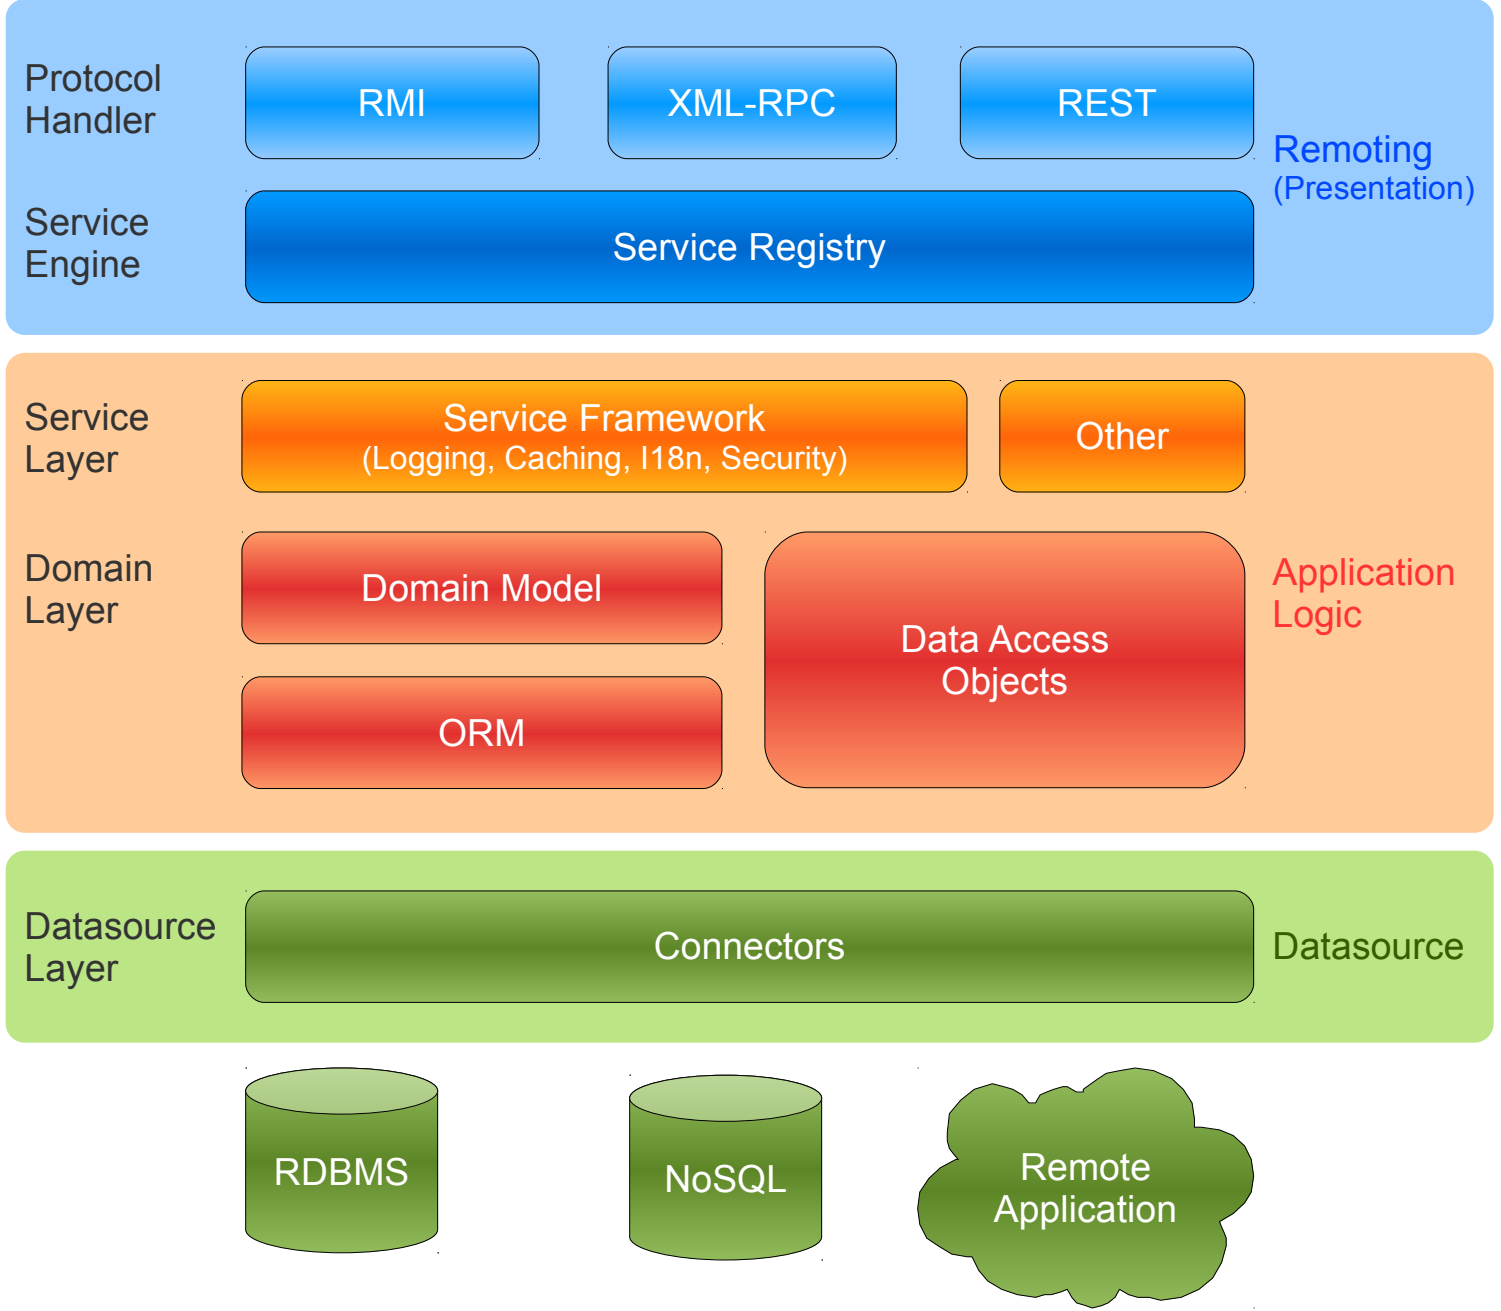 Protocol
Handler
RMI
XML-RPC
REST
Remoting
(Presentation)
Service
Engine
Service Registry
Service
Layer
Service Framework
(Logging, Caching, I18n, Security)
Other
Domain
Layer
Domain Model
Data Access
Objects
Application
Logic
ORM
Datasource
Layer
Connectors
Datasource
RDBMS
NoSQL
Remote
Application